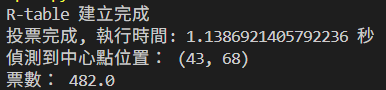 R-table 建立完成
投票完成, 執行時間: 1.1386921405792236 秒
偵測到中心點位置： (43, 68)
票數： 482.0